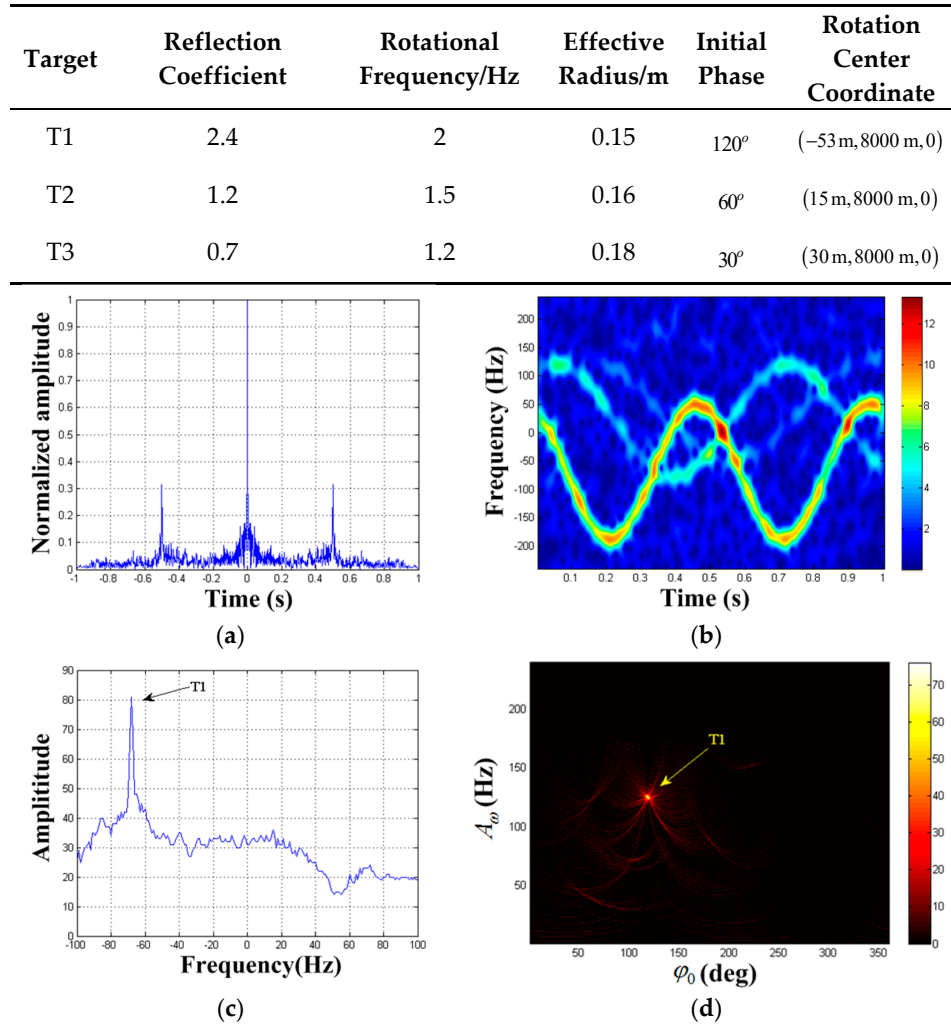 Target Reflection Coefficient Rotational Frequency/Hz Effective Radius/m Initial Phase Rotation Center Coordinate
T1 2.4 2 0.15 120° (−53 m, 8000 m, 0)
T2 1.2 1.5 0.16 60° (15 m, 8000 m, 0)
T3 0.7 1.2 0.18 30° (30 m, 8000 m, 0)
Normalized amplitude
1
0.9
0.8
0.7
0.6
0.5
0.4
0.3
0.2
0.1
0
-1 -0.8 -0.6 -0.4 -0.2 0 0.2 0.4 0.6 0.8 1
Time (s)
(a)
Frequency (Hz)
200
150
100
50
0
-50
-100
-150
-200
0.1 0.2 0.3 0.4 0.5 0.6 0.7 0.8 0.9 1
Time (s)
12
10
8
6
4
2
(b)
Amplititude
90
80
70
60
50
40
30
20
10
0
T1
-100 -80 -60 -40 -20 0 20 40 60 80 100
Frequency(Hz)
(c)
Aω (Hz)
200
150
100
50
T1
50 100 150 200 250 300 350
φ0 (deg)
70
60
50
40
30
20
10
0
(d)